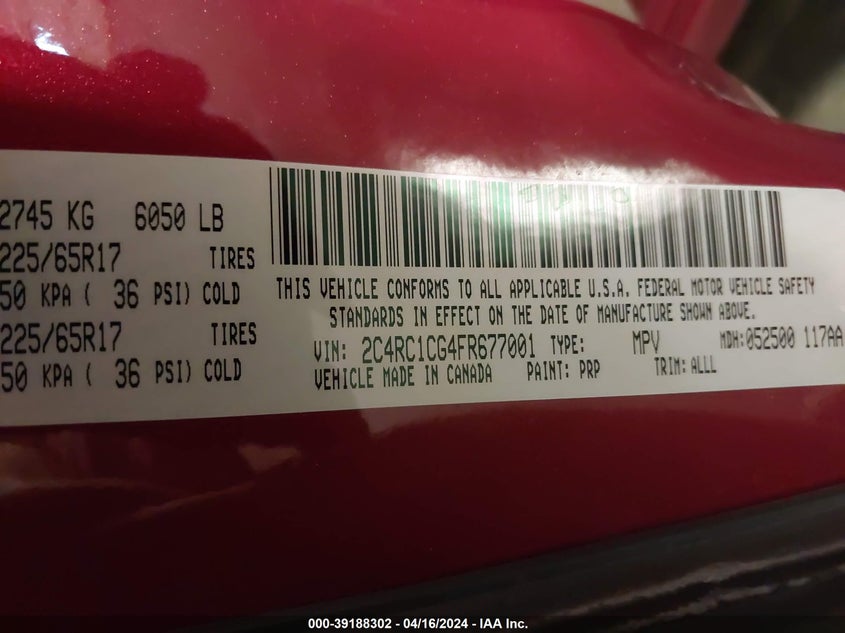 2745 KG 6050 LB
225/65R17 TIRES
50 KPA ( 36 PSI) COLD
225/65R17 TIRES
50 KPA ( 36 PSI) COLD
THIS VEHICLE CONFORMS TO ALL APPLICABLE U.S.A. FEDERAL MOTOR VEHICLE SAFETY
STANDARDS IN EFFECT ON THE DATE OF MANUFACTURE SHOWN ABOVE.
VIN: 2C4RC1CG4FR677001 TYPE: MPV MDH:052500 117AA
VEHICLE MADE IN CANADA PAINT: PRP TRIM: ALLL
000-39188302 - 04/16/2024 - IAA Inc.